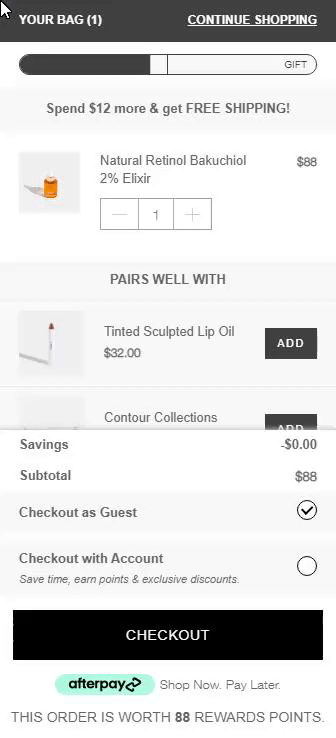 YOUR BAG (1)
CONTINUE SHOPPING
GIFT
Spend $12 more & get FREE SHIPPING!
Natural Retinol Bakuchiol
2% Elixir
$88
1
PAIRS WELL WITH
Tinted Sculpted Lip Oil
$32.00
ADD
Contour Collections
ADD
Savings
-$0.00
Subtotal
$88
Checkout as Guest
Checkout with Account
Save time, earn points & exclusive discounts.
CHECKOUT
afterpay Shop Now. Pay Later.
THIS ORDER IS WORTH 88 REWARDS POINTS.